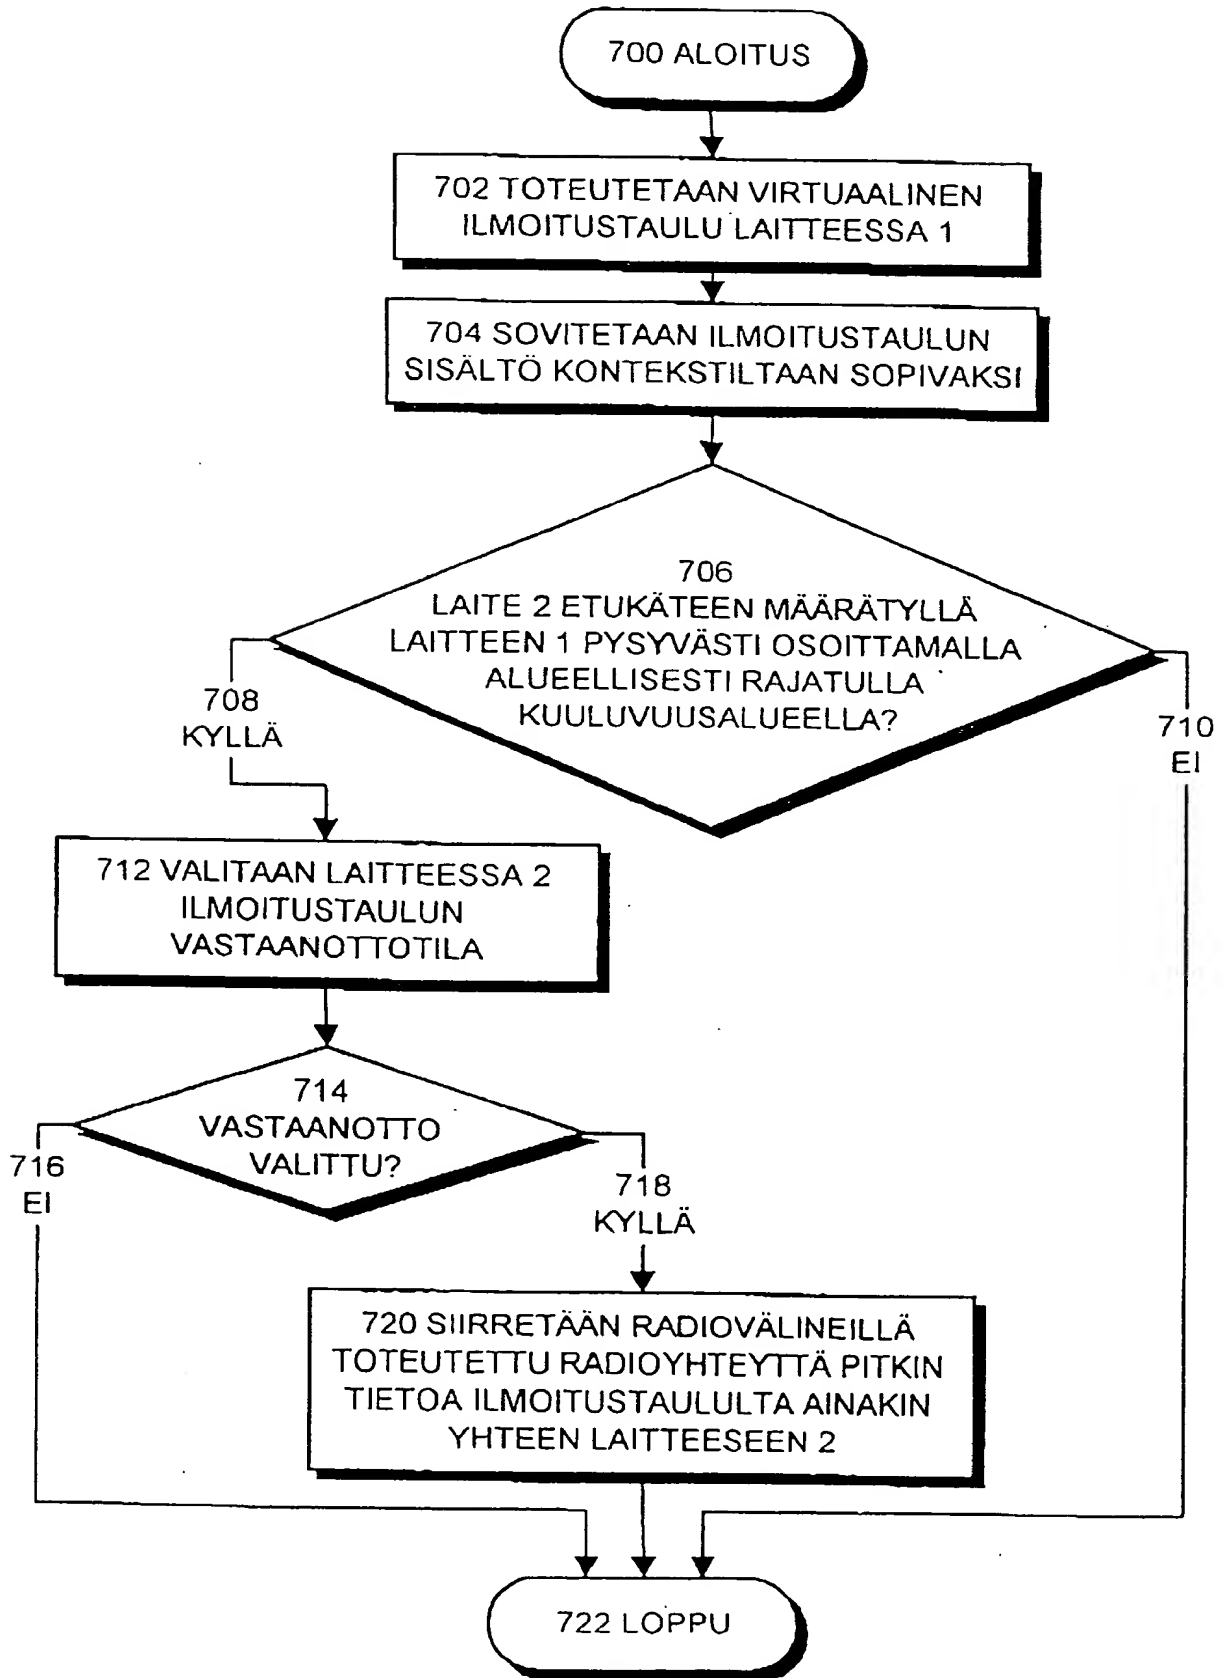 700 ALOITUS
702 TOTEUTETAAN VIRTUAALINEN
ILMOITUSTAULU LAITTEESSA 1
704 SOVITETAAN ILMOITUSTAULUN
SISÄLTÖ KONTEKSTILTAAN SOPIVAKSI
706
LAITE 2 ETUKÄTEEN MÄÄRÄTYLLÄ
LAITTEEN 1 PYSYVÄSTI OSOITTAMALLA
ALUEELLISESTI RAJATULLA
KUULUVUUSALUEELLA?
708
KYLLÄ
710
EI
712 VALITAAN LAITTEESSA 2
ILMOITUSTAULUN
VASTAANOTTOTILA
714
VASTAANOTTO
VALITTU?
716
EI
718
KYLLÄ
720 SIIRRETÄÄN RADIOVÄLINEILLÄ
TOTEUTETTU RADIOYHTEYTTÄ PITKIN
TIETOA ILMOITUSTAULULTA AINAKIN
YHTEEN LAITTEESEEN 2
722 LOPPU